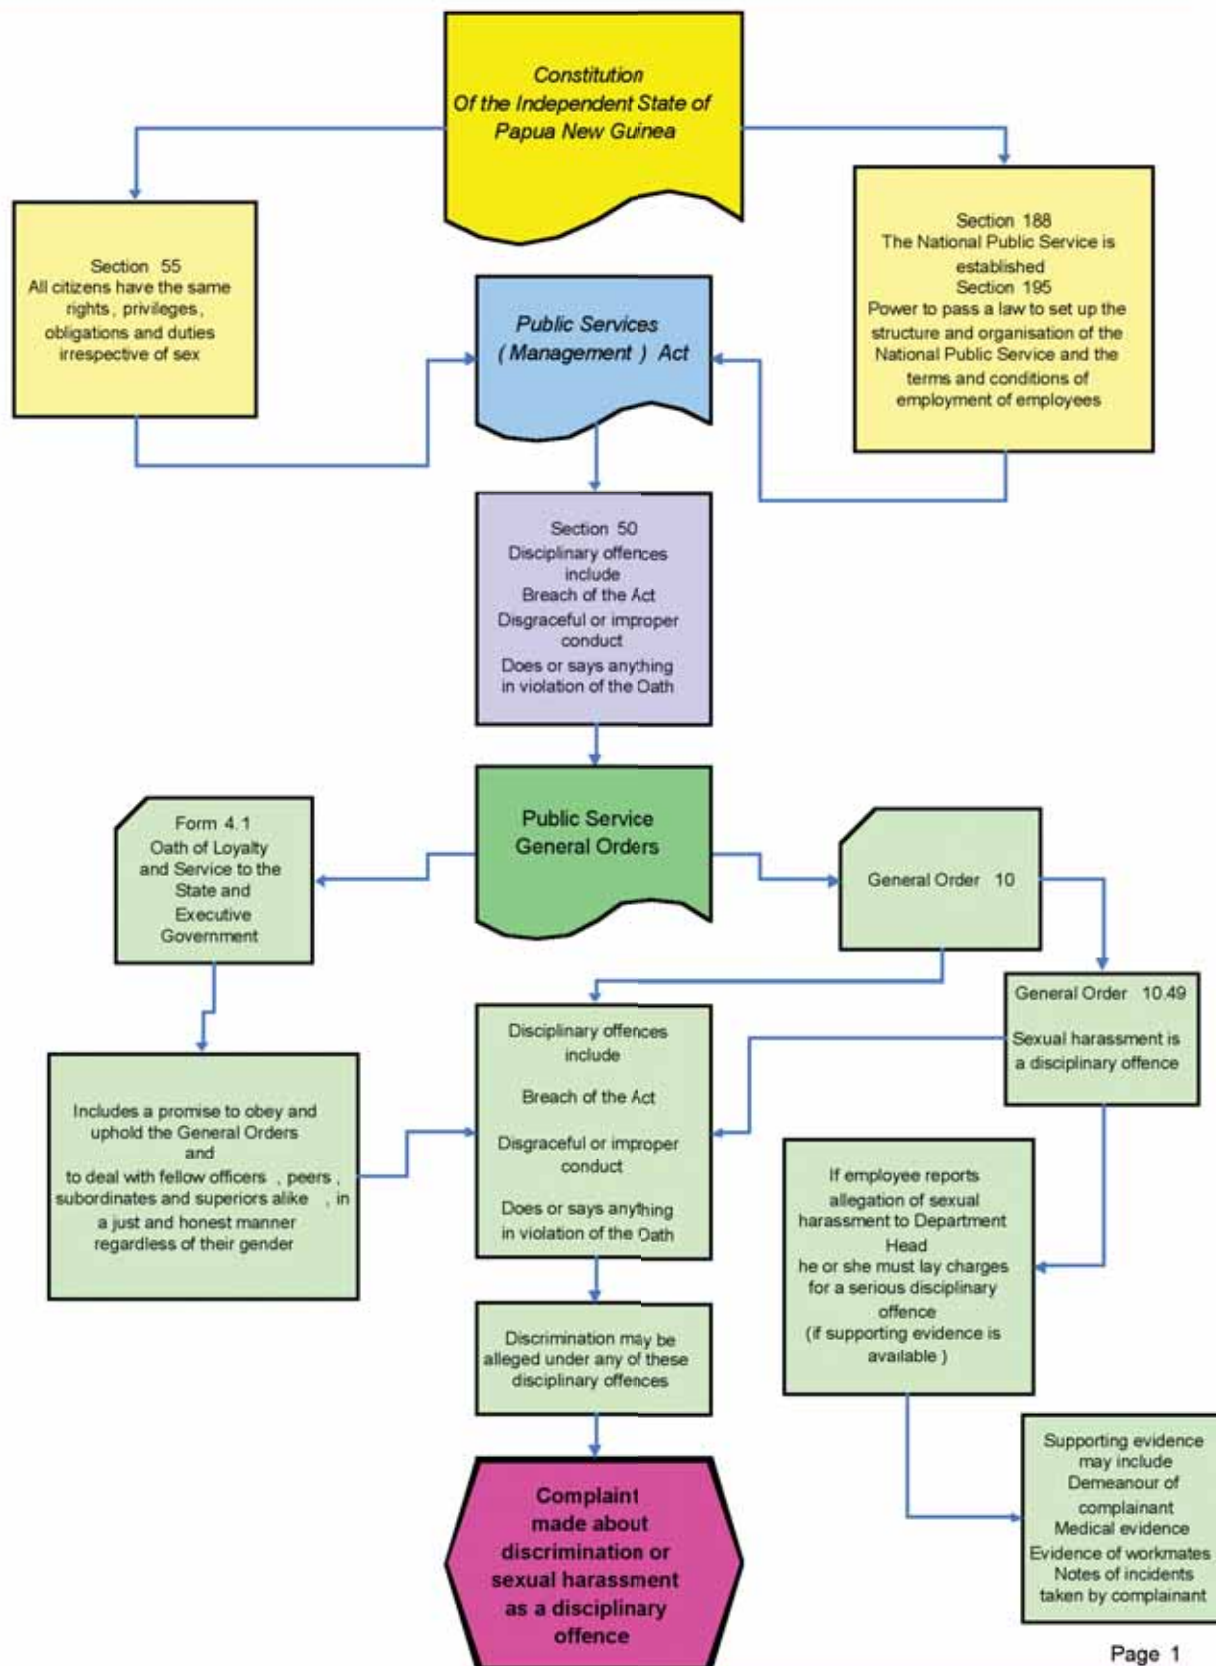 Constitution
Of the Independent State of
Papua New Guinea
Section 55
All citizens have the same
rights , privileges ,
obligations and duties
irrespective of sex
Section 188
The National Public Service is
established
Section 195
Power to pass a law to set up the
structure and organisation of the
National Public Service and the
terms and conditions of
employment of employees
Public Services
( Management ) Act
Section 50
Disciplinary offences
include
Breach of the Act
Disgraceful or improper
conduct
Does or says anything
in violation of the Oath
Public Service
General Orders
Form 4.1
Oath of Loyalty
and Service to the
State and
Executive
Government
General Order 10
General Order 10.49
Sexual harassment is
a disciplinary offence
Includes a promise to obey and
uphold the General Orders
and
to deal with fellow officers , peers ,
subordinates and superiors alike , in
a just and honest manner
regardless of their gender
Disciplinary offences
include
Breach of the Act
Disgraceful or improper
conduct
Does or says anything
in violation of the Oath
If employee reports
allegation of sexual
harassment to Department
Head
he or she must lay charges
for a serious disciplinary
offence
(if supporting evidence is
available )
Discrimination may be
alleged under any of these
disciplinary offences
Supporting evidence
may include
Demeanour of
complainant
Medical evidence
Evidence of workmates
Notes of incidents
taken by complainant
Complaint
made about
discrimination or
sexual harassment
as a disciplinary
offence
Page 1